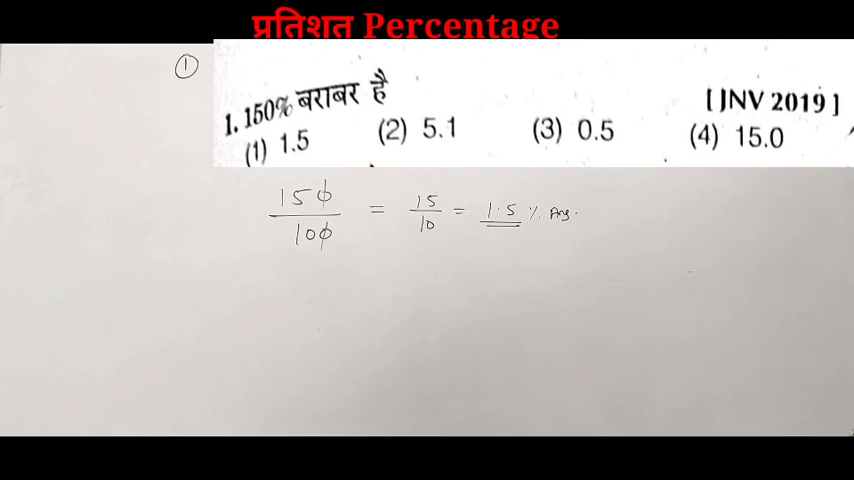 प्रतिशत Percentage
①
1. 150% बराबर है [JNV 2019]
(1) 1.5 (2) 5.1 (3) 0.5 (4) 15.0
150/100 = 15/10 = 1.5 % Ans.